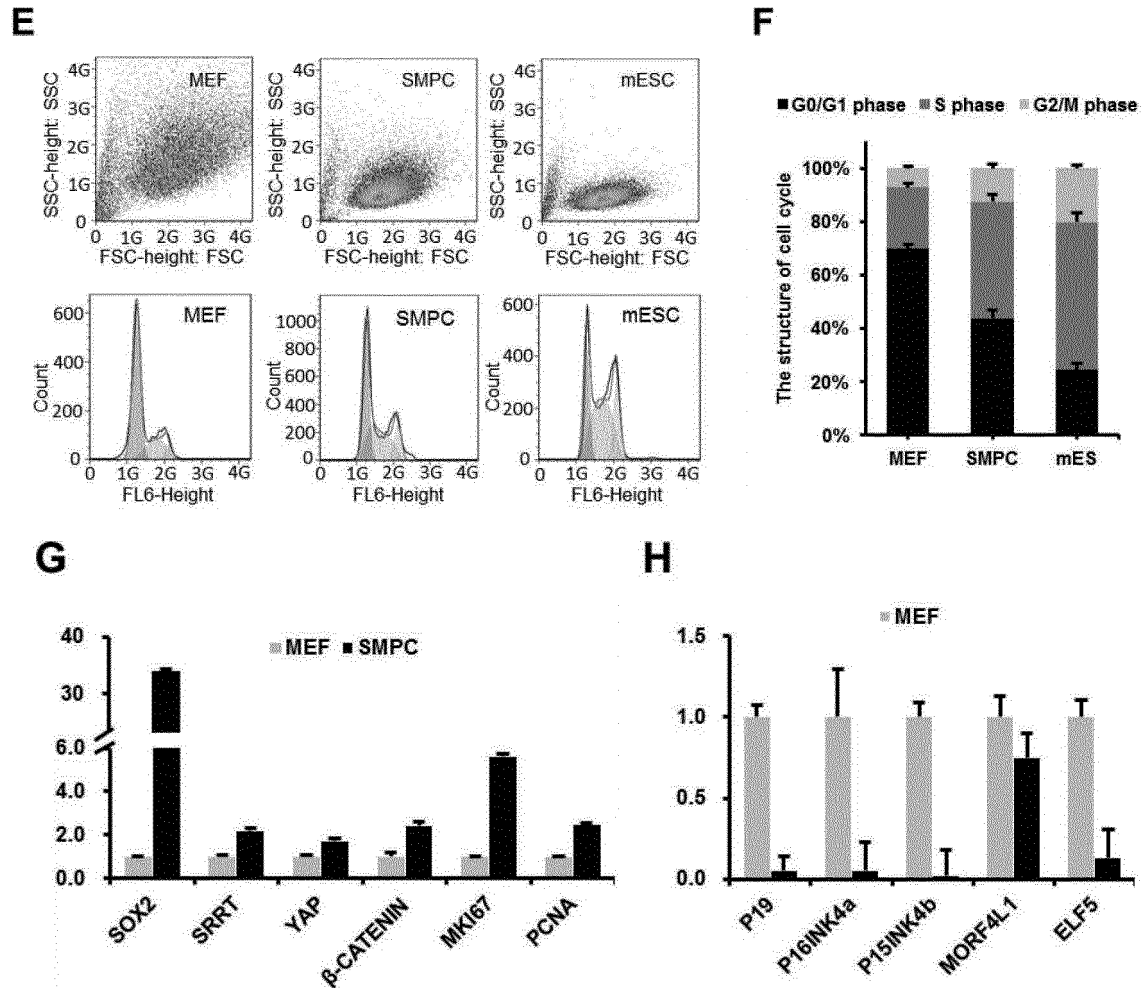 E
F
MEF
SMPC
mESC
SSC-height: SSC
4G
3G
2G
1G
0
0 1G 2G 3G 4G
FSC-height: FSC
SSC-height: SSC
4G
3G
2G
1G
0
0 1G 2G 3G 4G
FSC-height: FSC
SSC-height: SSC
4G
3G
2G
1G
0
0 1G 2G 3G 4G
FSC-height: FSC
MEF
Count
600
400
200
0
0 1G 2G 3G 4G
FL6-Height
SMPC
Count
1000
800
600
400
200
0
0 1G 2G 3G 4G
FL6-Height
mESC
Count
600
400
200
0
0 1G 2G 3G 4G
FL6-Height
G0/G1 phase S phase G2/M phase
The structure of cell cycle
100%
80%
60%
40%
20%
0%
MEF SMPC mES
G
H
MEF SMPC
40
30
6.0
4.0
2.0
0.0
SOX2 SRRT YAP β-CATENIN MKI67 PCNA
MEF
1.5
1.0
0.5
0.0
P19 P16INK4a P15INK4b MORF4L1 ELF5